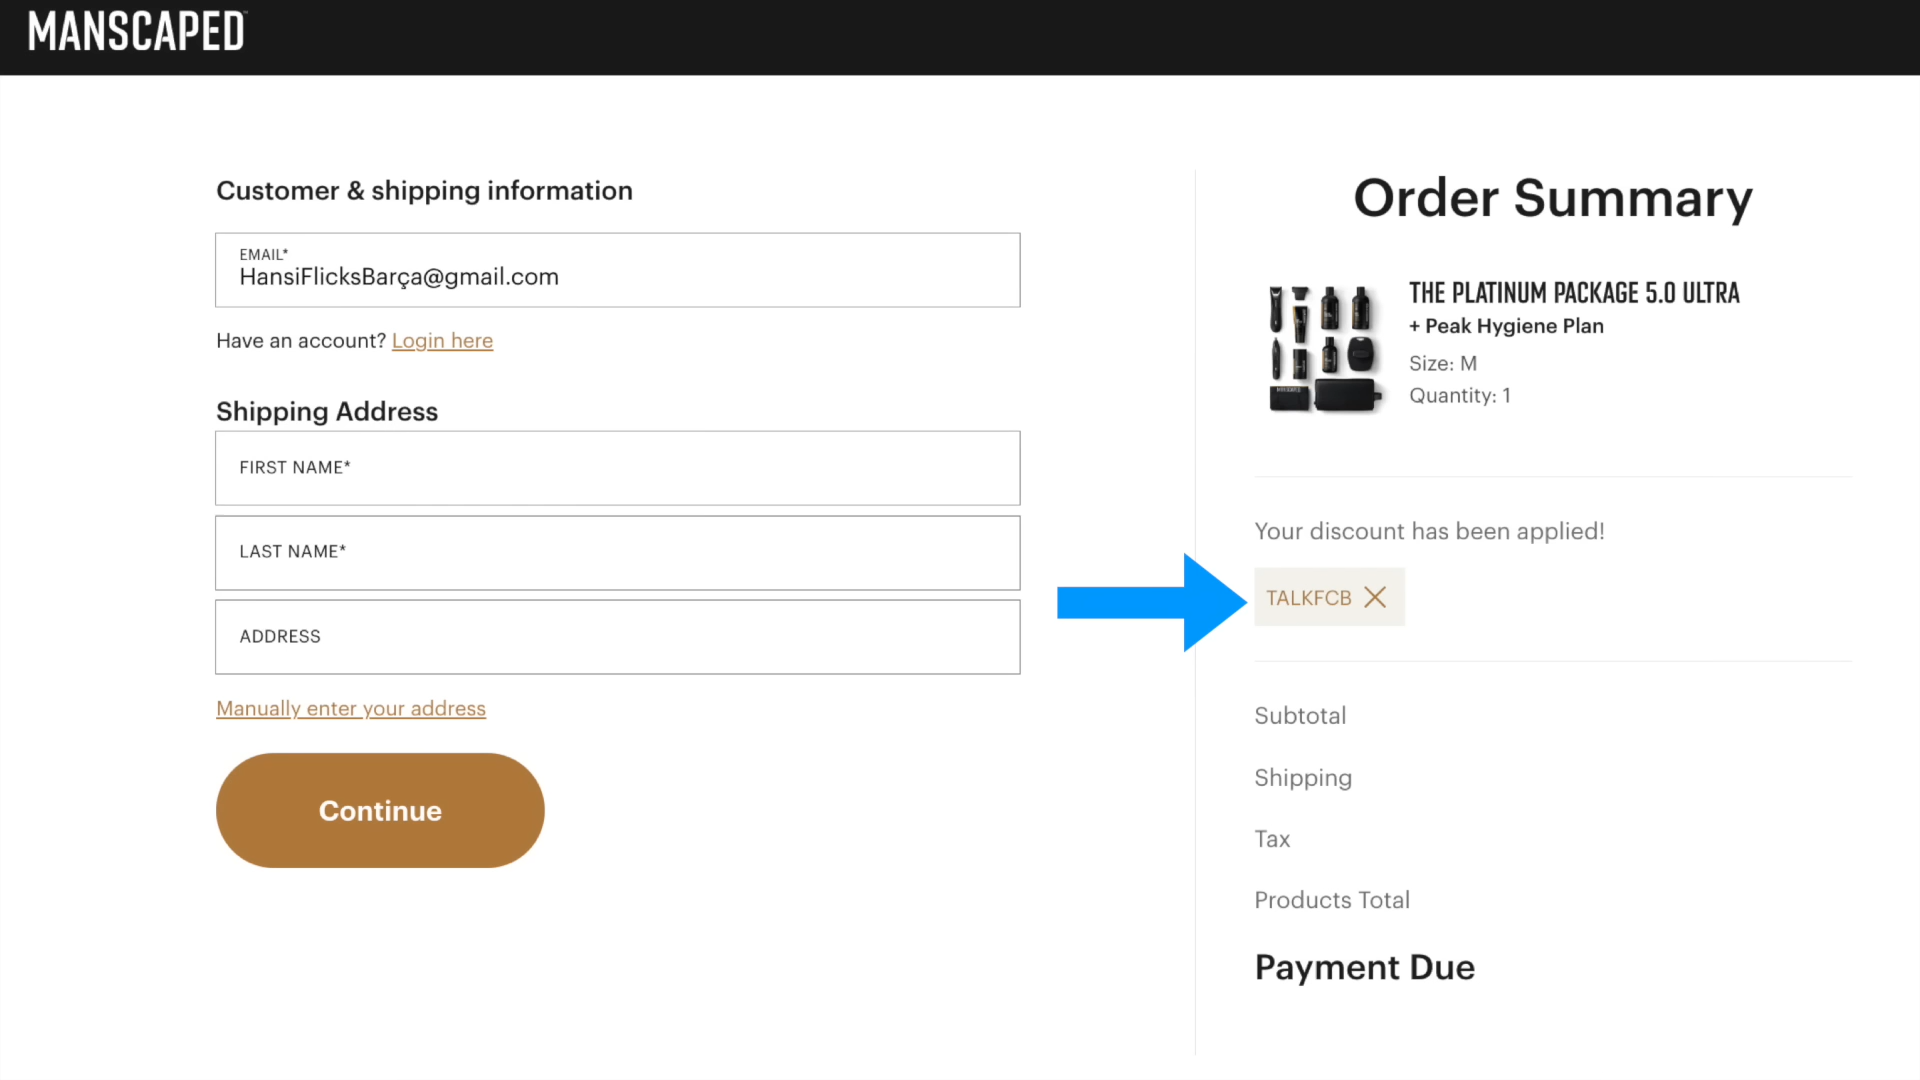 MANSCAPED
Customer & shipping information
EMAIL*
HansiFlicksBarça@gmail.com
Have an account? Login here
Shipping Address
FIRST NAME*
LAST NAME*
ADDRESS
Manually enter your address
Continue
Order Summary
THE PLATINUM PACKAGE 5.0 ULTRA
+ Peak Hygiene Plan
Size: M
Quantity: 1
Your discount has been applied!
TALKFCB
Subtotal
Shipping
Tax
Products Total
Payment Due